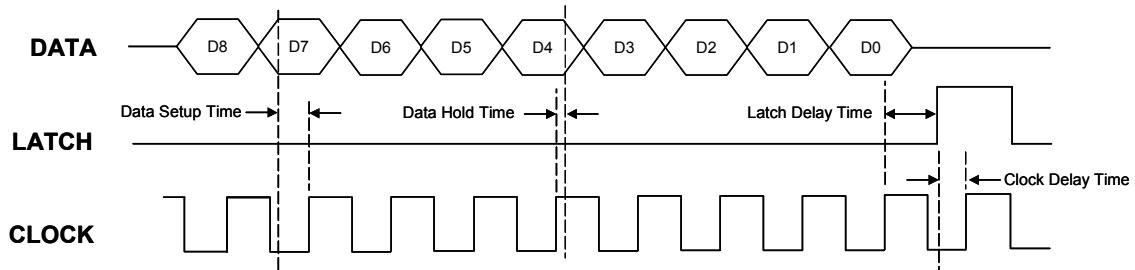 DATA
D8 D7 D6 D5 D4 D3 D2 D1 D0
Data Setup Time
Data Hold Time
Latch Delay Time
LATCH
Clock Delay Time
CLOCK